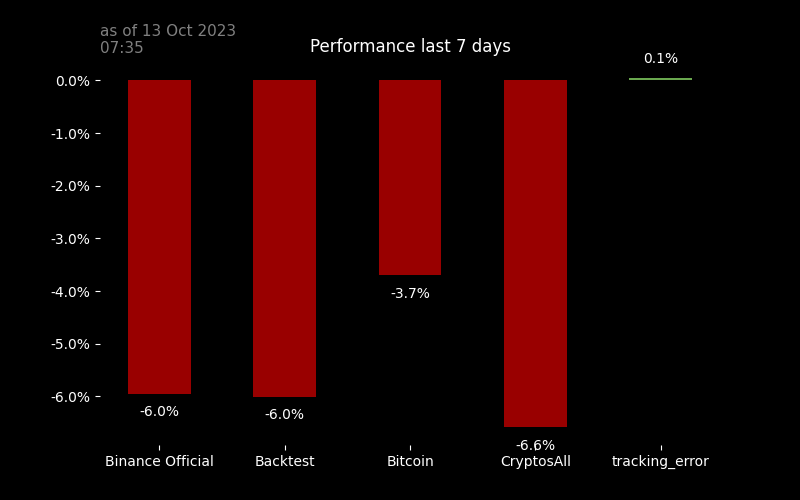 as of 13 Oct 2023
07:35
Performance last 7 days
0.1%
0.0%
-1.0%
-2.0%
-3.0%
-4.0%
-5.0%
-6.0%
-3.7%
-6.0%
-6.0%
-6.6%
Binance Official
Backtest
Bitcoin
CryptosAll
tracking_error